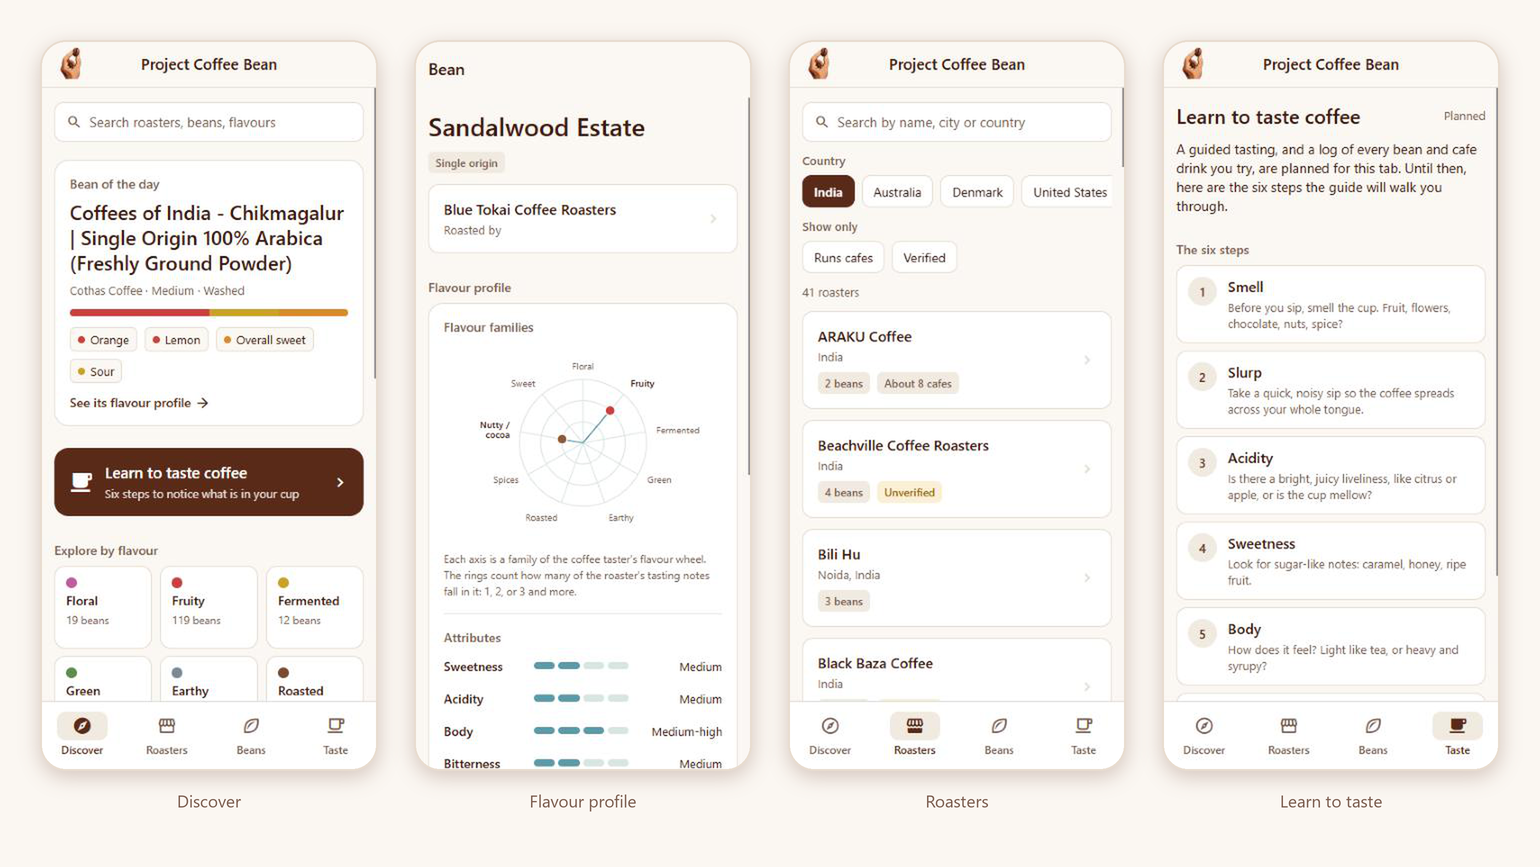 Project Coffee Bean
Search roasters, beans, flavours
Bean of the day
Coffees of India - Chikmagalur
| Single Origin 100% Arabica
(Freshly Ground Powder)
Cothas Coffee · Medium · Washed
Orange
Lemon
Overall sweet
Sour
See its flavour profile →
Learn to taste coffee
Six steps to notice what is in your cup
Explore by flavour
Floral
19 beans
Fruity
119 beans
Fermented
12 beans
Green
Earthy
Roasted
Discover
Roasters
Beans
Taste
Discover
Bean
Sandalwood Estate
Single origin
Blue Tokai Coffee Roasters
Roasted by
Flavour profile
Flavour families
Floral
Sweet
Fruity
Nutty /
cocoa
Fermented
Spices
Green
Roasted
Earthy
Each axis is a family of the coffee taster's flavour wheel.
The rings count how many of the roaster's tasting notes
fall in it: 1, 2, or 3 and more.
Attributes
Sweetness Medium
Acidity Medium
Body Medium-high
Bitterness Medium
Flavour profile
Project Coffee Bean
Search by name, city or country
Country
India
Australia
Denmark
United States
Show only
Runs cafes
Verified
41 roasters
ARAKU Coffee
India
2 beans
About 8 cafes
Beachville Coffee Roasters
India
4 beans
Unverified
Bili Hu
Noida, India
3 beans
Black Baza Coffee
India
Discover
Roasters
Beans
Taste
Roasters
Project Coffee Bean
Learn to taste coffee
Planned
A guided tasting, and a log of every bean and cafe
drink you try, are planned for this tab. Until then,
here are the six steps the guide will walk you
through.
The six steps
1 Smell
Before you sip, smell the cup. Fruit, flowers,
chocolate, nuts, spice?
2 Slurp
Take a quick, noisy sip so the coffee spreads
across your whole tongue.
3 Acidity
Is there a bright, juicy liveliness, like citrus or
apple, or is the cup mellow?
4 Sweetness
Look for sugar-like notes: caramel, honey, ripe
fruit.
5 Body
How does it feel? Light like tea, or heavy and
syrupy?
Discover
Roasters
Beans
Taste
Learn to taste